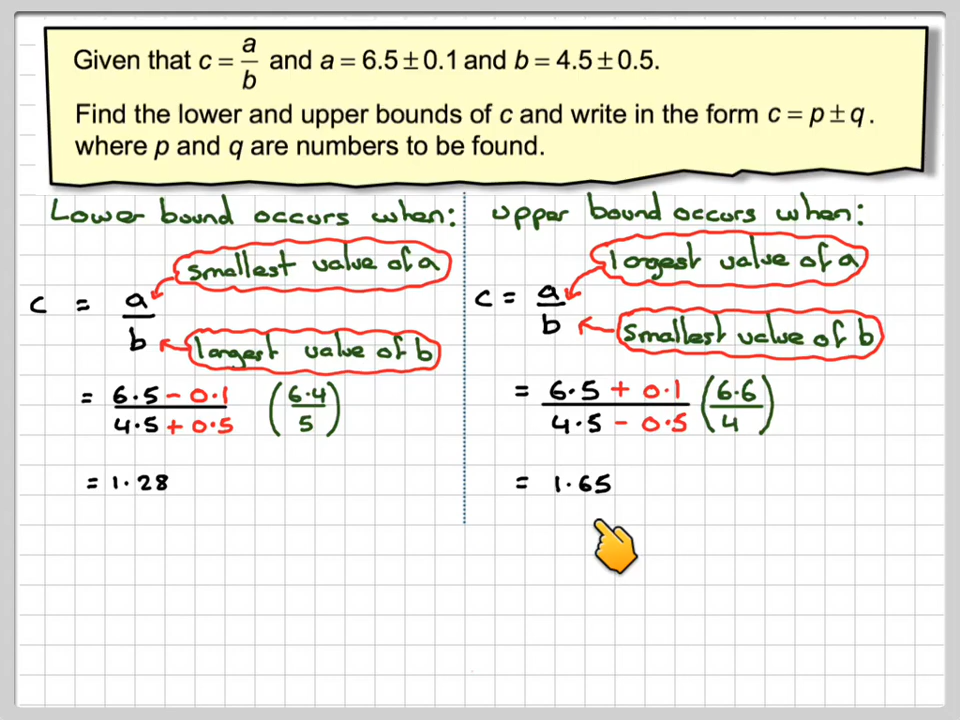 Given that c = a/b and a = 6.5 ± 0.1 and b = 4.5 ± 0.5.
Find the lower and upper bounds of c and write in the form c = p ± q.
where p and q are numbers to be found.
Lower bound occurs when:
smallest value of a
c = a/b
largest value of b
= (6·5 – 0·1)/(4·5 + 0·5) (6·4/5)
= 1·28
upper bound occurs when:
largest value of a
c = a/b
smallest value of b
= (6·5 + 0·1)/(4·5 – 0·5) (6·6/4)
= 1·65